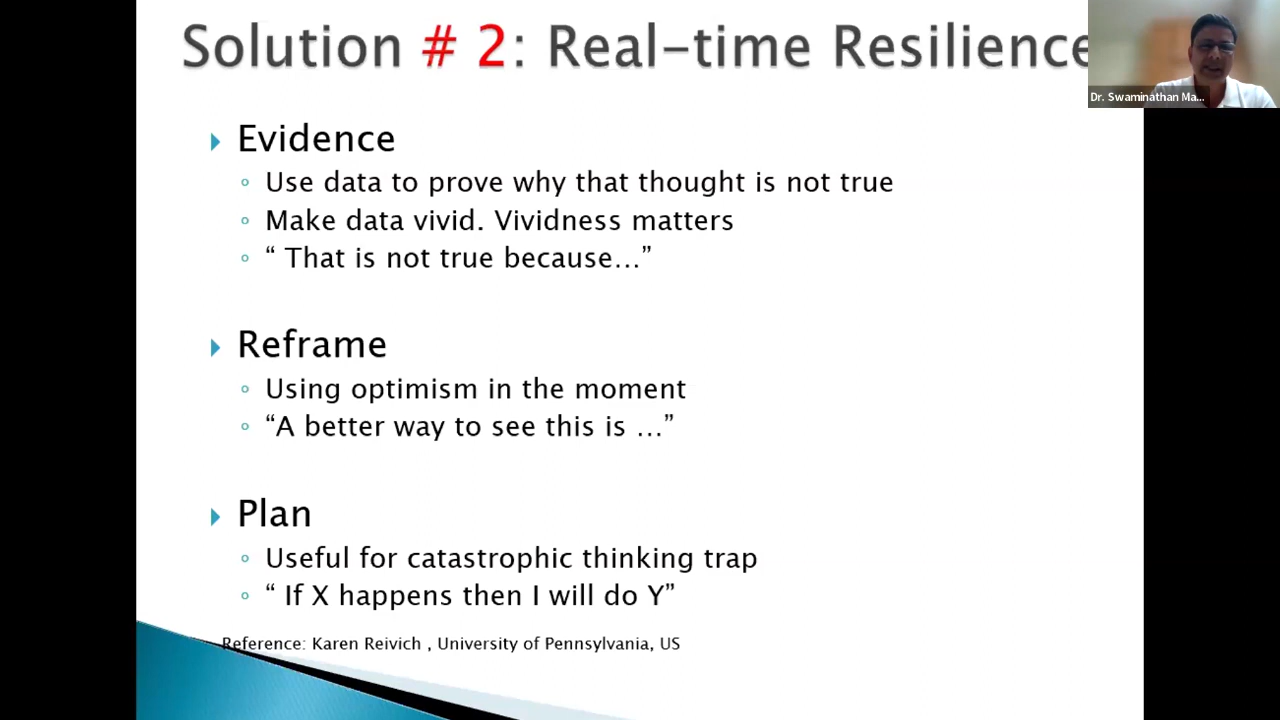 Solution # 2: Real-time Resilience
Dr. Swaminathan Ma...
Evidence
Use data to prove why that thought is not true
Make data vivid. Vividness matters
“ That is not true because…”
Reframe
Using optimism in the moment
“A better way to see this is …”
Plan
Useful for catastrophic thinking trap
“ If X happens then I will do Y”
Reference: Karen Reivich , University of Pennsylvania, US